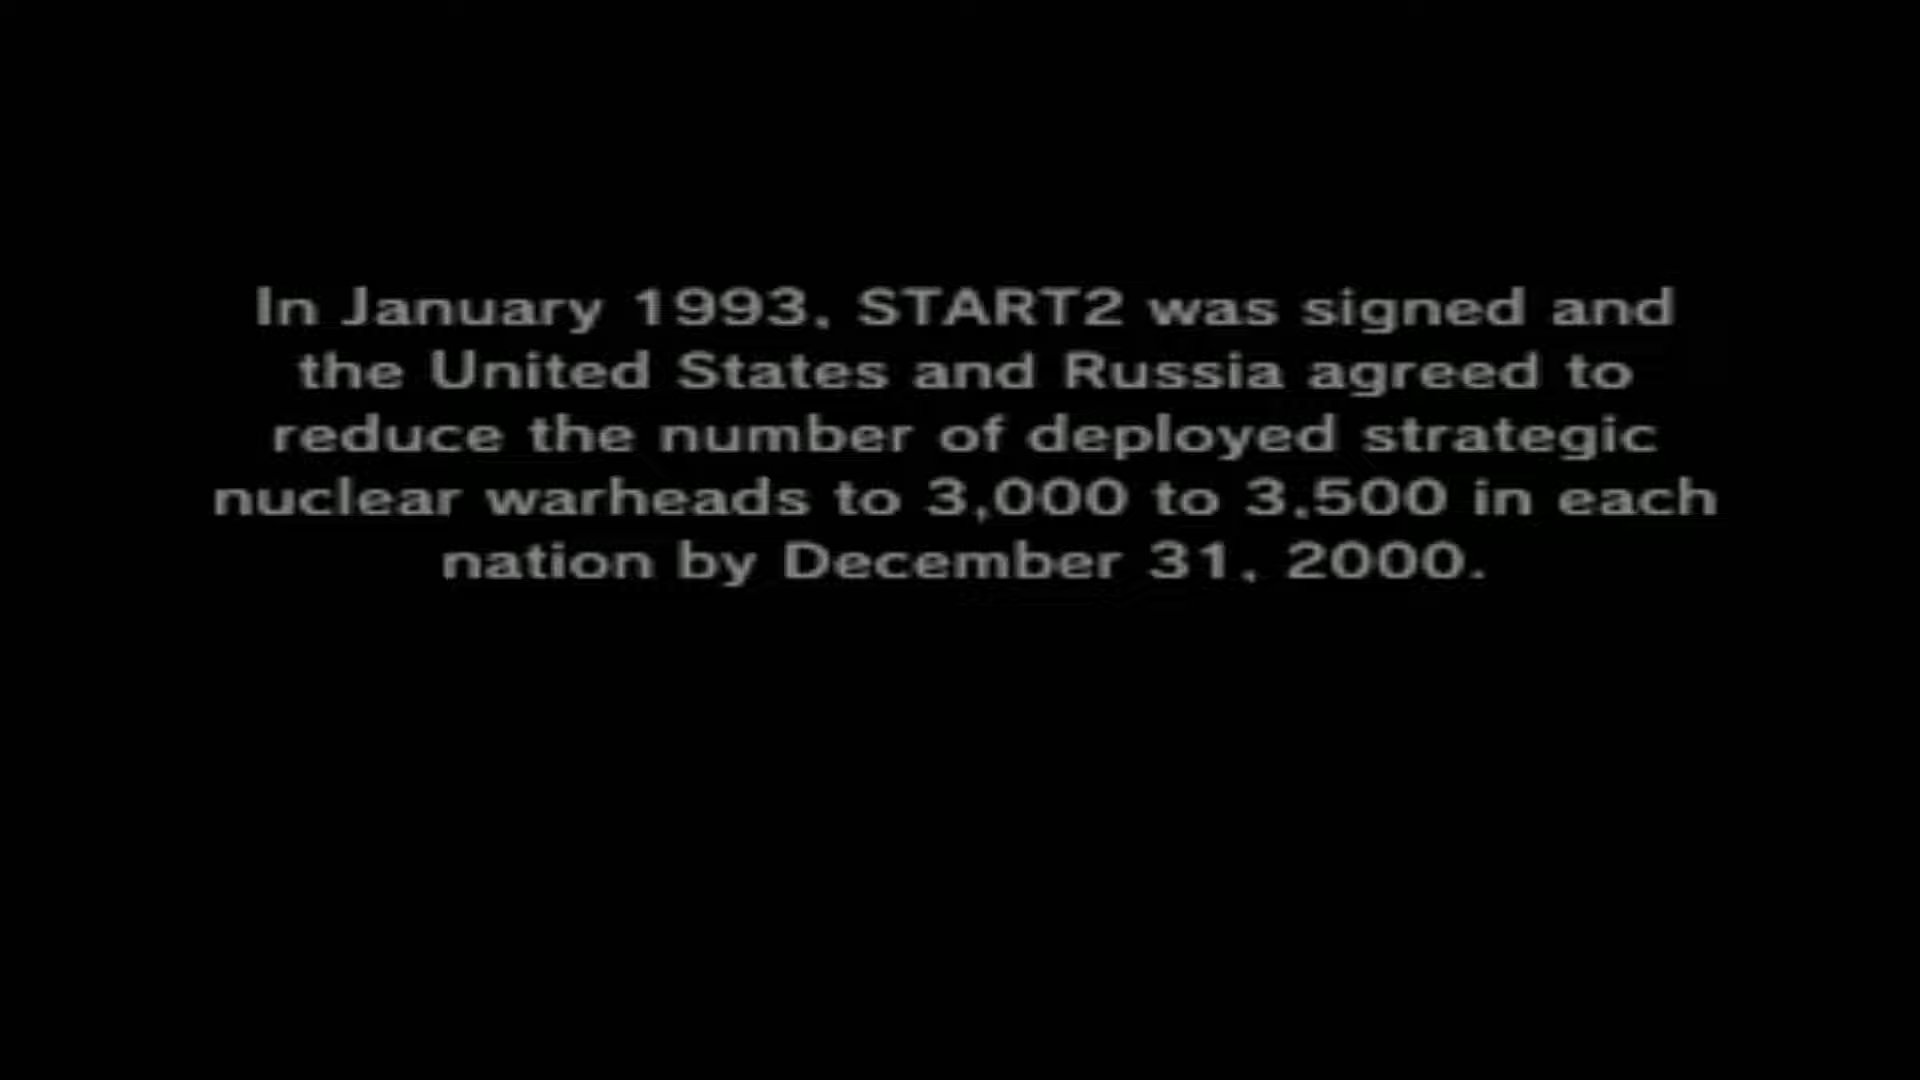 In January 1993, START2 was signed and
the United States and Russia agreed to
reduce the number of deployed strategic
nuclear warheads to 3,000 to 3,500 in each
nation by December 31, 2000.